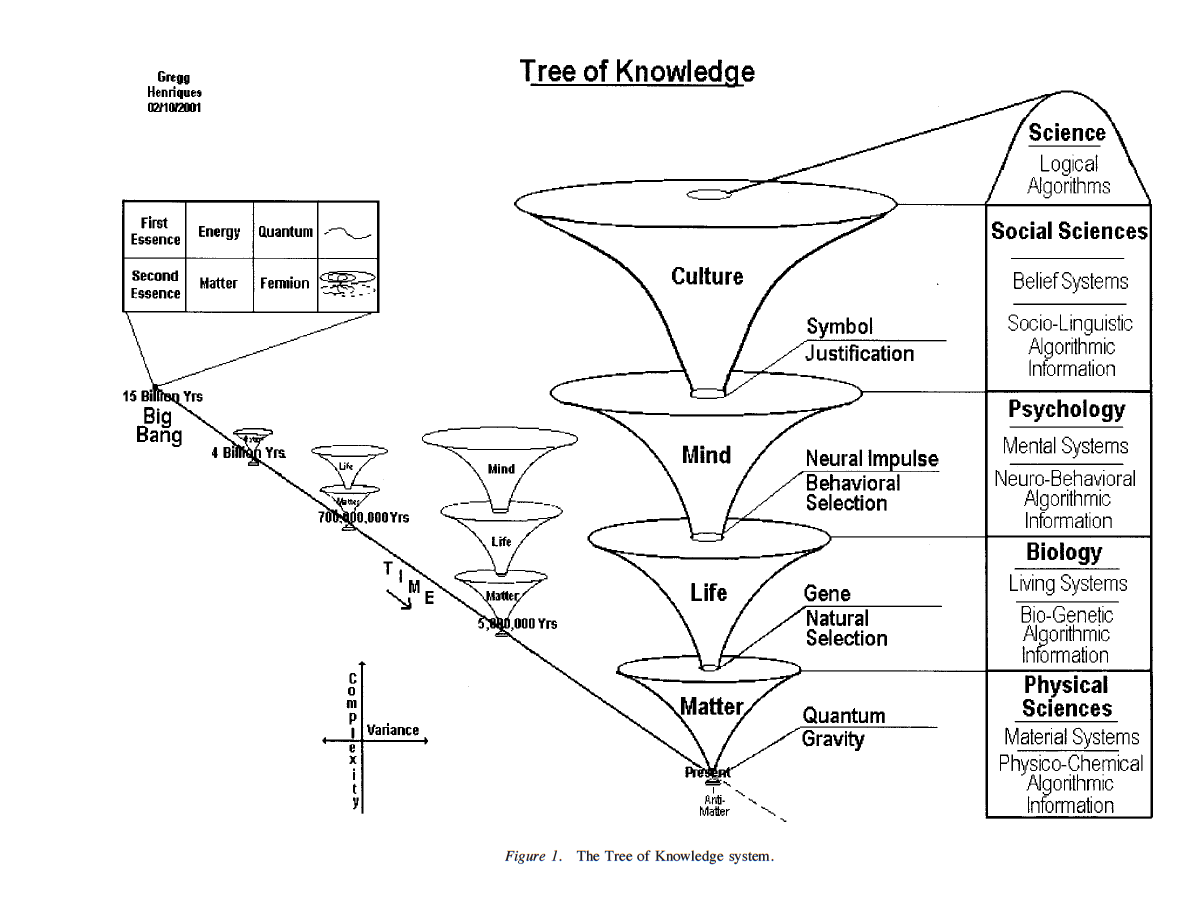 Tree of Knowledge
Gregg
Henriques
02/10/2001
First
Essence
Energy
Quantum
Second
Essence
Matter
Fermion
15 Billion Yrs
Big
Bang
4 Billion Yrs
Life
Matter
700,000,000 Yrs
Mind
Life
Matter
5,000,000 Yrs
TIME
Complexity
Variance
Culture
Symbol
Justification
Mind
Neural Impulse
Behavioral
Selection
Life
Gene
Natural
Selection
Matter
Quantum
Gravity
Present
Anti-
Matter
Science
Logical
Algorithms
Social Sciences
Belief Systems
Socio-Linguistic
Algorithmic
Information
Psychology
Mental Systems
Neuro-Behavioral
Algorithmic
Information
Biology
Living Systems
Bio-Genetic
Algorithmic
Information
Physical
Sciences
Material Systems
Physico-Chemical
Algorithmic
Information
Figure 1. The Tree of Knowledge system.